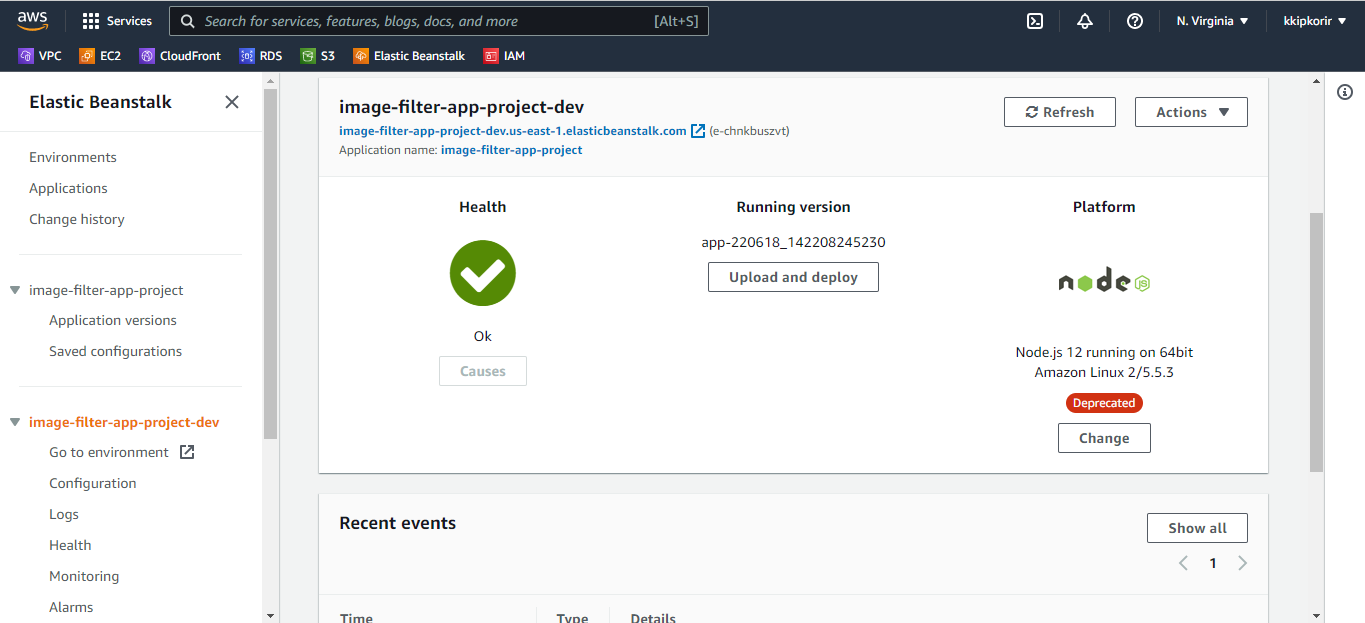 aws
Services
Search for services, features, blogs, docs, and more
[Alt+S]
N. Virginia
kkipkorir
VPC
EC2
CloudFront
RDS
S3
Elastic Beanstalk
IAM
Elastic Beanstalk
Environments
Applications
Change history
image-filter-app-project
Application versions
Saved configurations
image-filter-app-project-dev
Go to environment
Configuration
Logs
Health
Monitoring
Alarms
image-filter-app-project-dev
image-filter-app-project-dev.us-east-1.elasticbeanstalk.com (e-chnkbuszvt)
Application name: image-filter-app-project
Refresh
Actions
Health
Ok
Causes
Running version
app-220618_142208245230
Upload and deploy
Platform
node
JS
Node.js 12 running on 64bit
Amazon Linux 2/5.5.3
Deprecated
Change
Recent events
Show all
1
Time
Type
Details